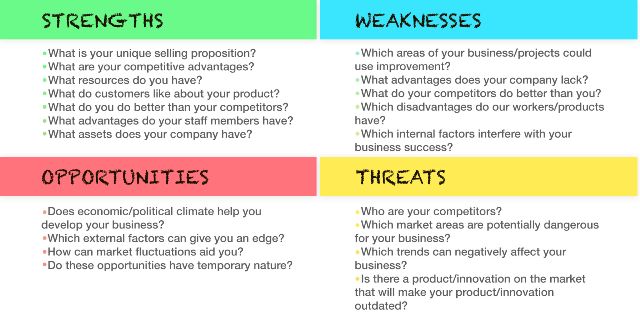 STRENGTHS
•What is your unique selling proposition?
•What are your competitive advantages?
•What resources do you have?
•What do customers like about your product?
•What do you do better than your competitors?
•What advantages do your staff members have?
•What assets does your company have?
WEAKNESSES
•Which areas of your business/projects could
use improvement?
•What advantages does your company lack?
•What do your competitors do better than you?
•Which disadvantages do our workers/products
have?
•Which internal factors interfere with your
business success?
OPPORTUNITIES
•Does economic/political climate help you
develop your business?
•Which external factors can give you an edge?
•How can market fluctuations aid you?
•Do these opportunities have temporary nature?
THREATS
•Who are your competitors?
•Which market areas are potentially dangerous
for your business?
•Which trends can negatively affect your
business?
•Is there a product/innovation on the market
that will make your product/innovation
outdated?